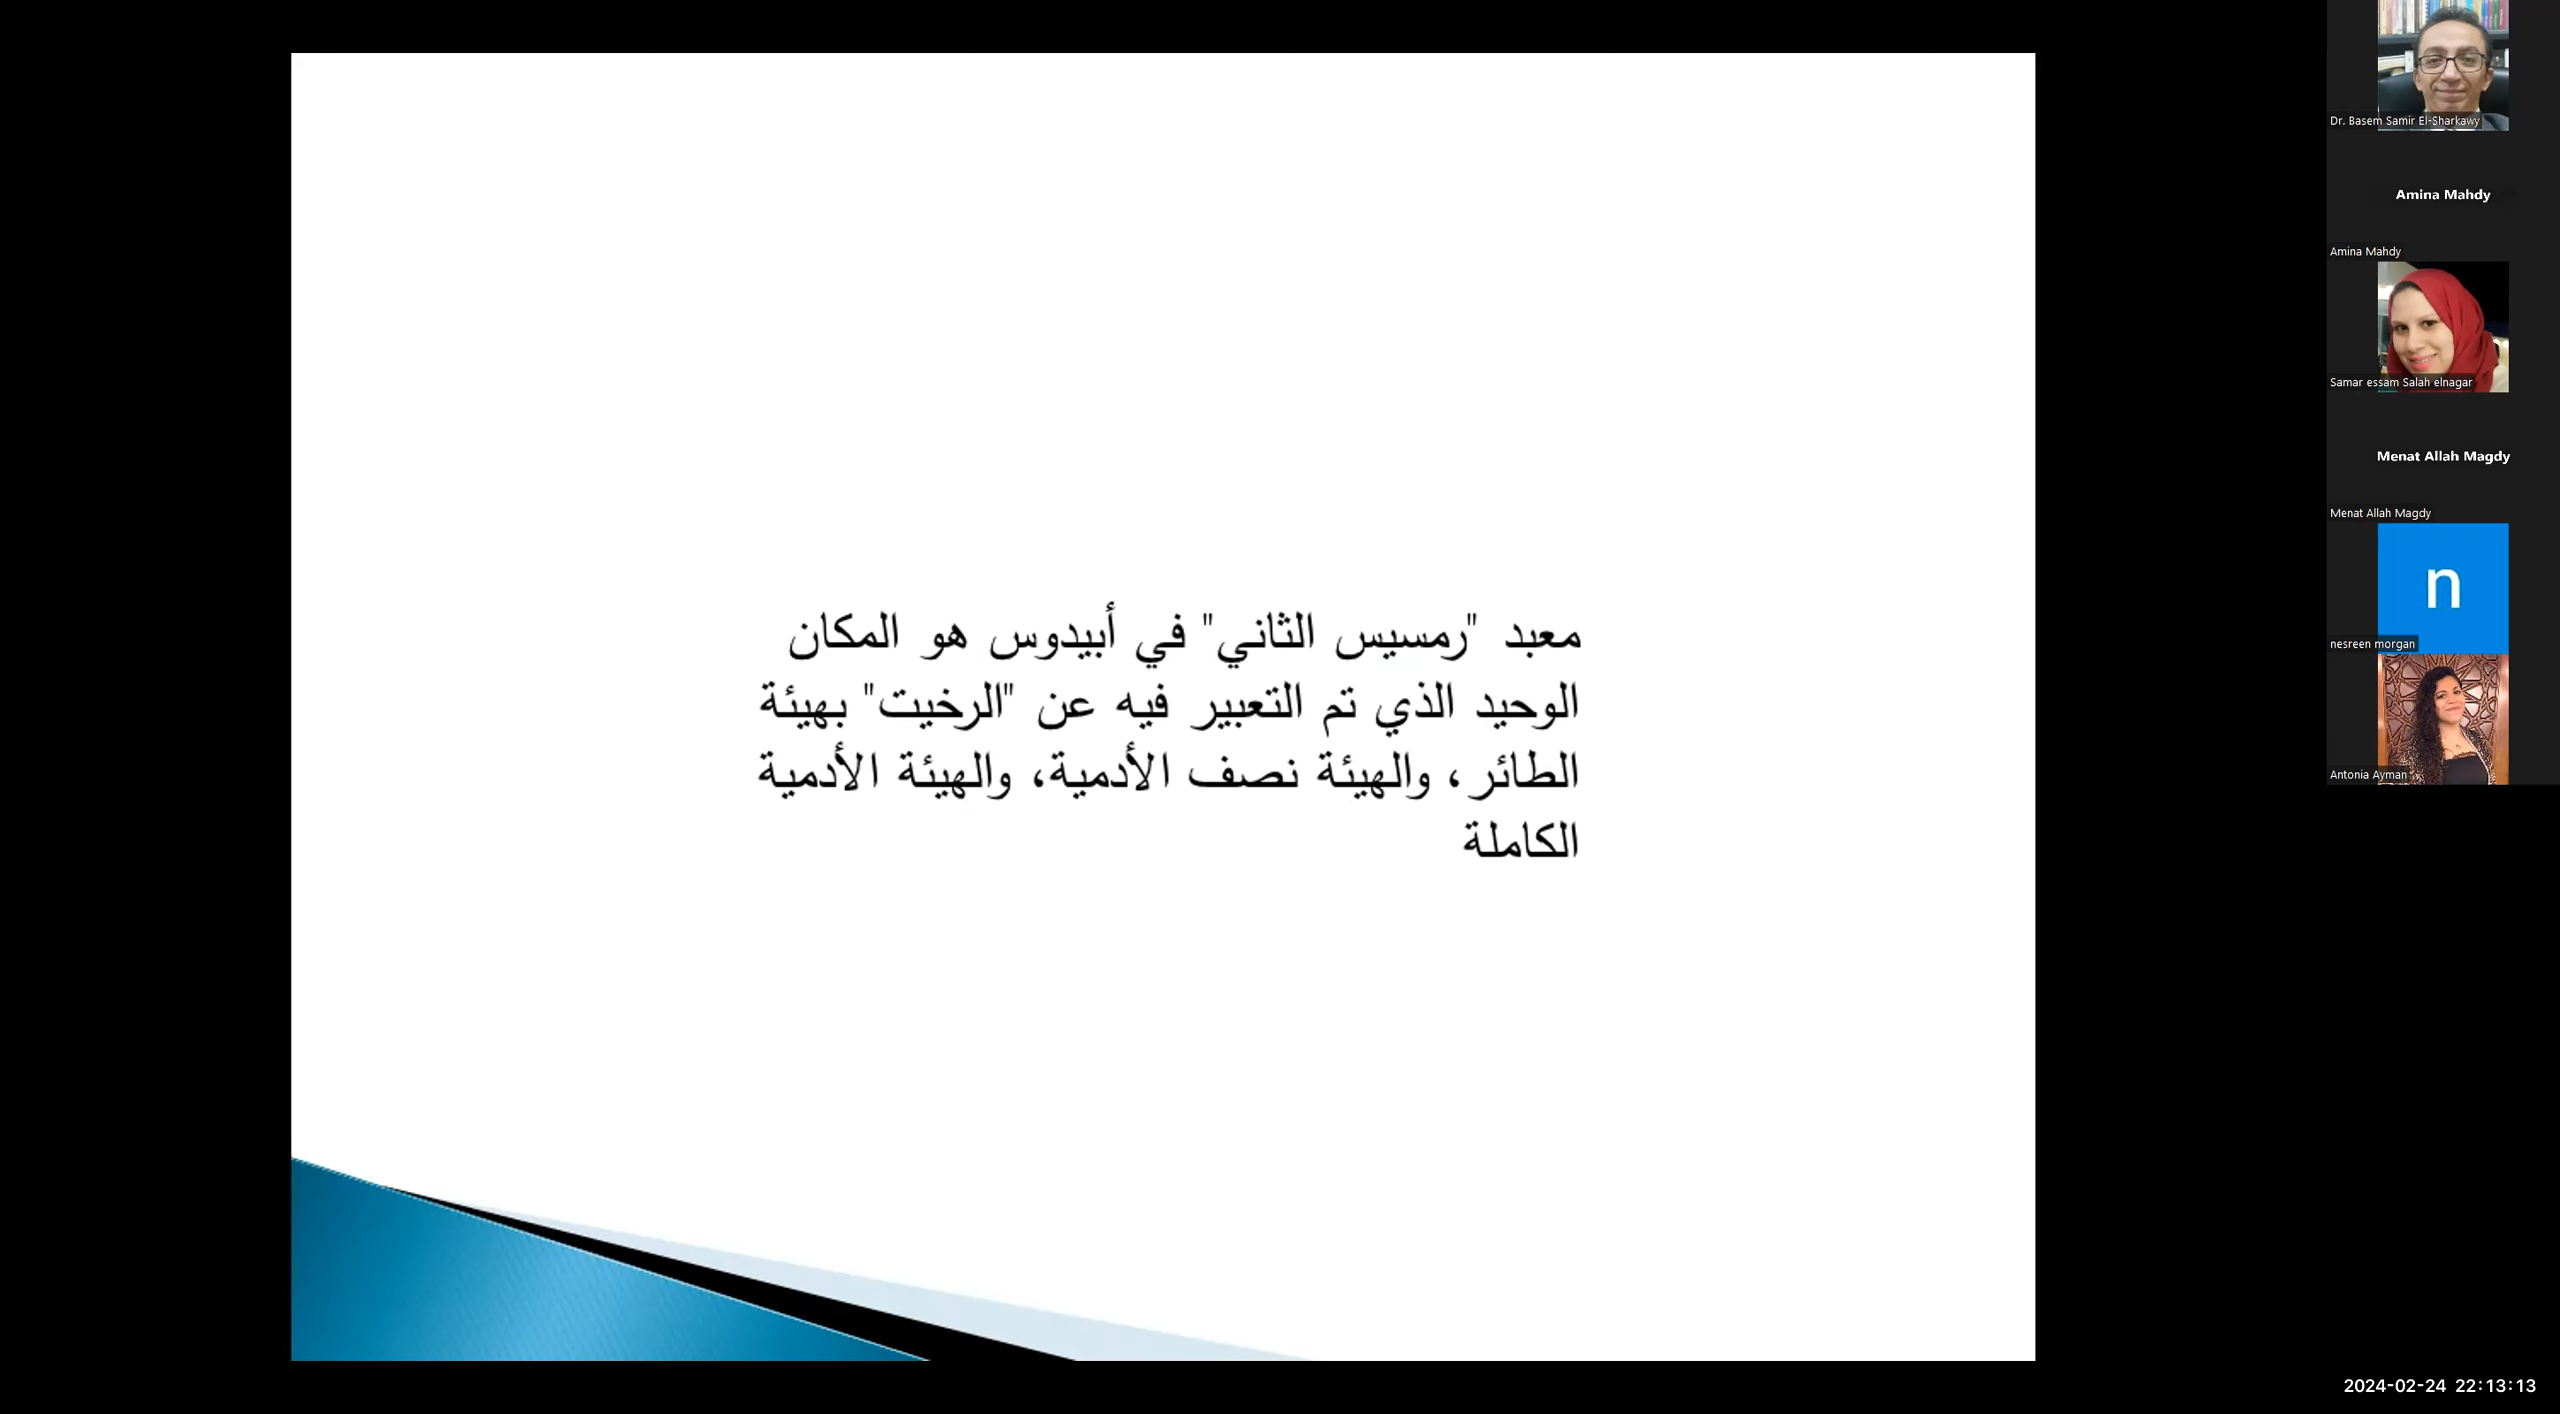 معبد "رمسيس الثاني" في أبيدوس هو المكان
الوحيد الذي تم التعبير فيه عن "الرخيت" بهيئة
الطائر، والهيئة نصف الأدمية، والهيئة الأدمية
الكاملة
Dr. Basem Samir El-Sharkawy
Amina Mahdy
Amina Mahdy
Samar essam Salah elnagar
Menat Allah Magdy
Menat Allah Magdy
n
nesreen morgan
Antonia Ayman
2024-02-24 22:13:13